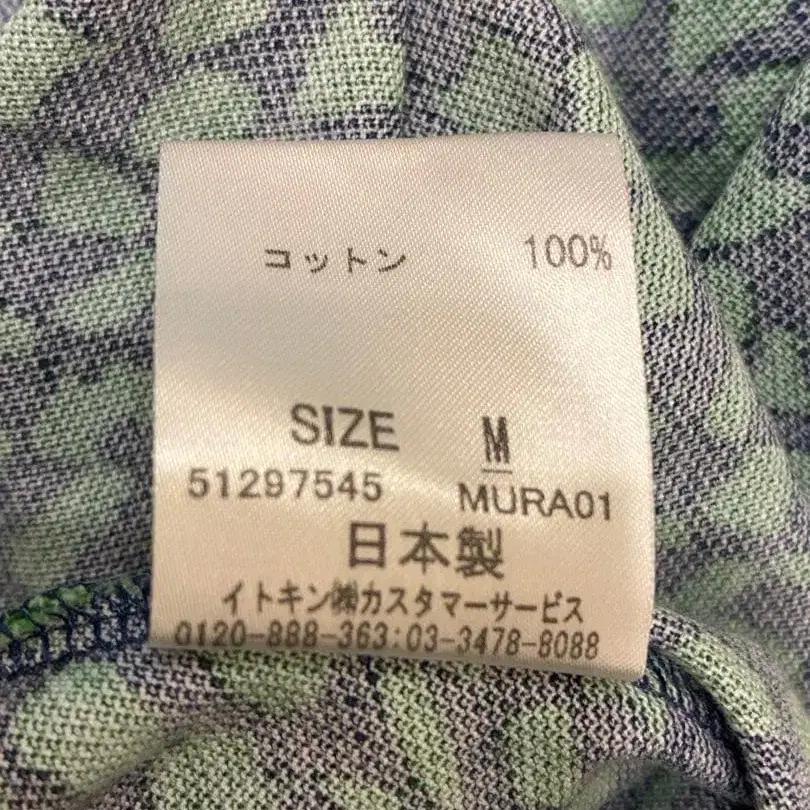 コットン 100%
SIZE M
51297545 MURA01
日本製
イトキン㈱カスタマーサービス
0120-888-363:03-3478-8088